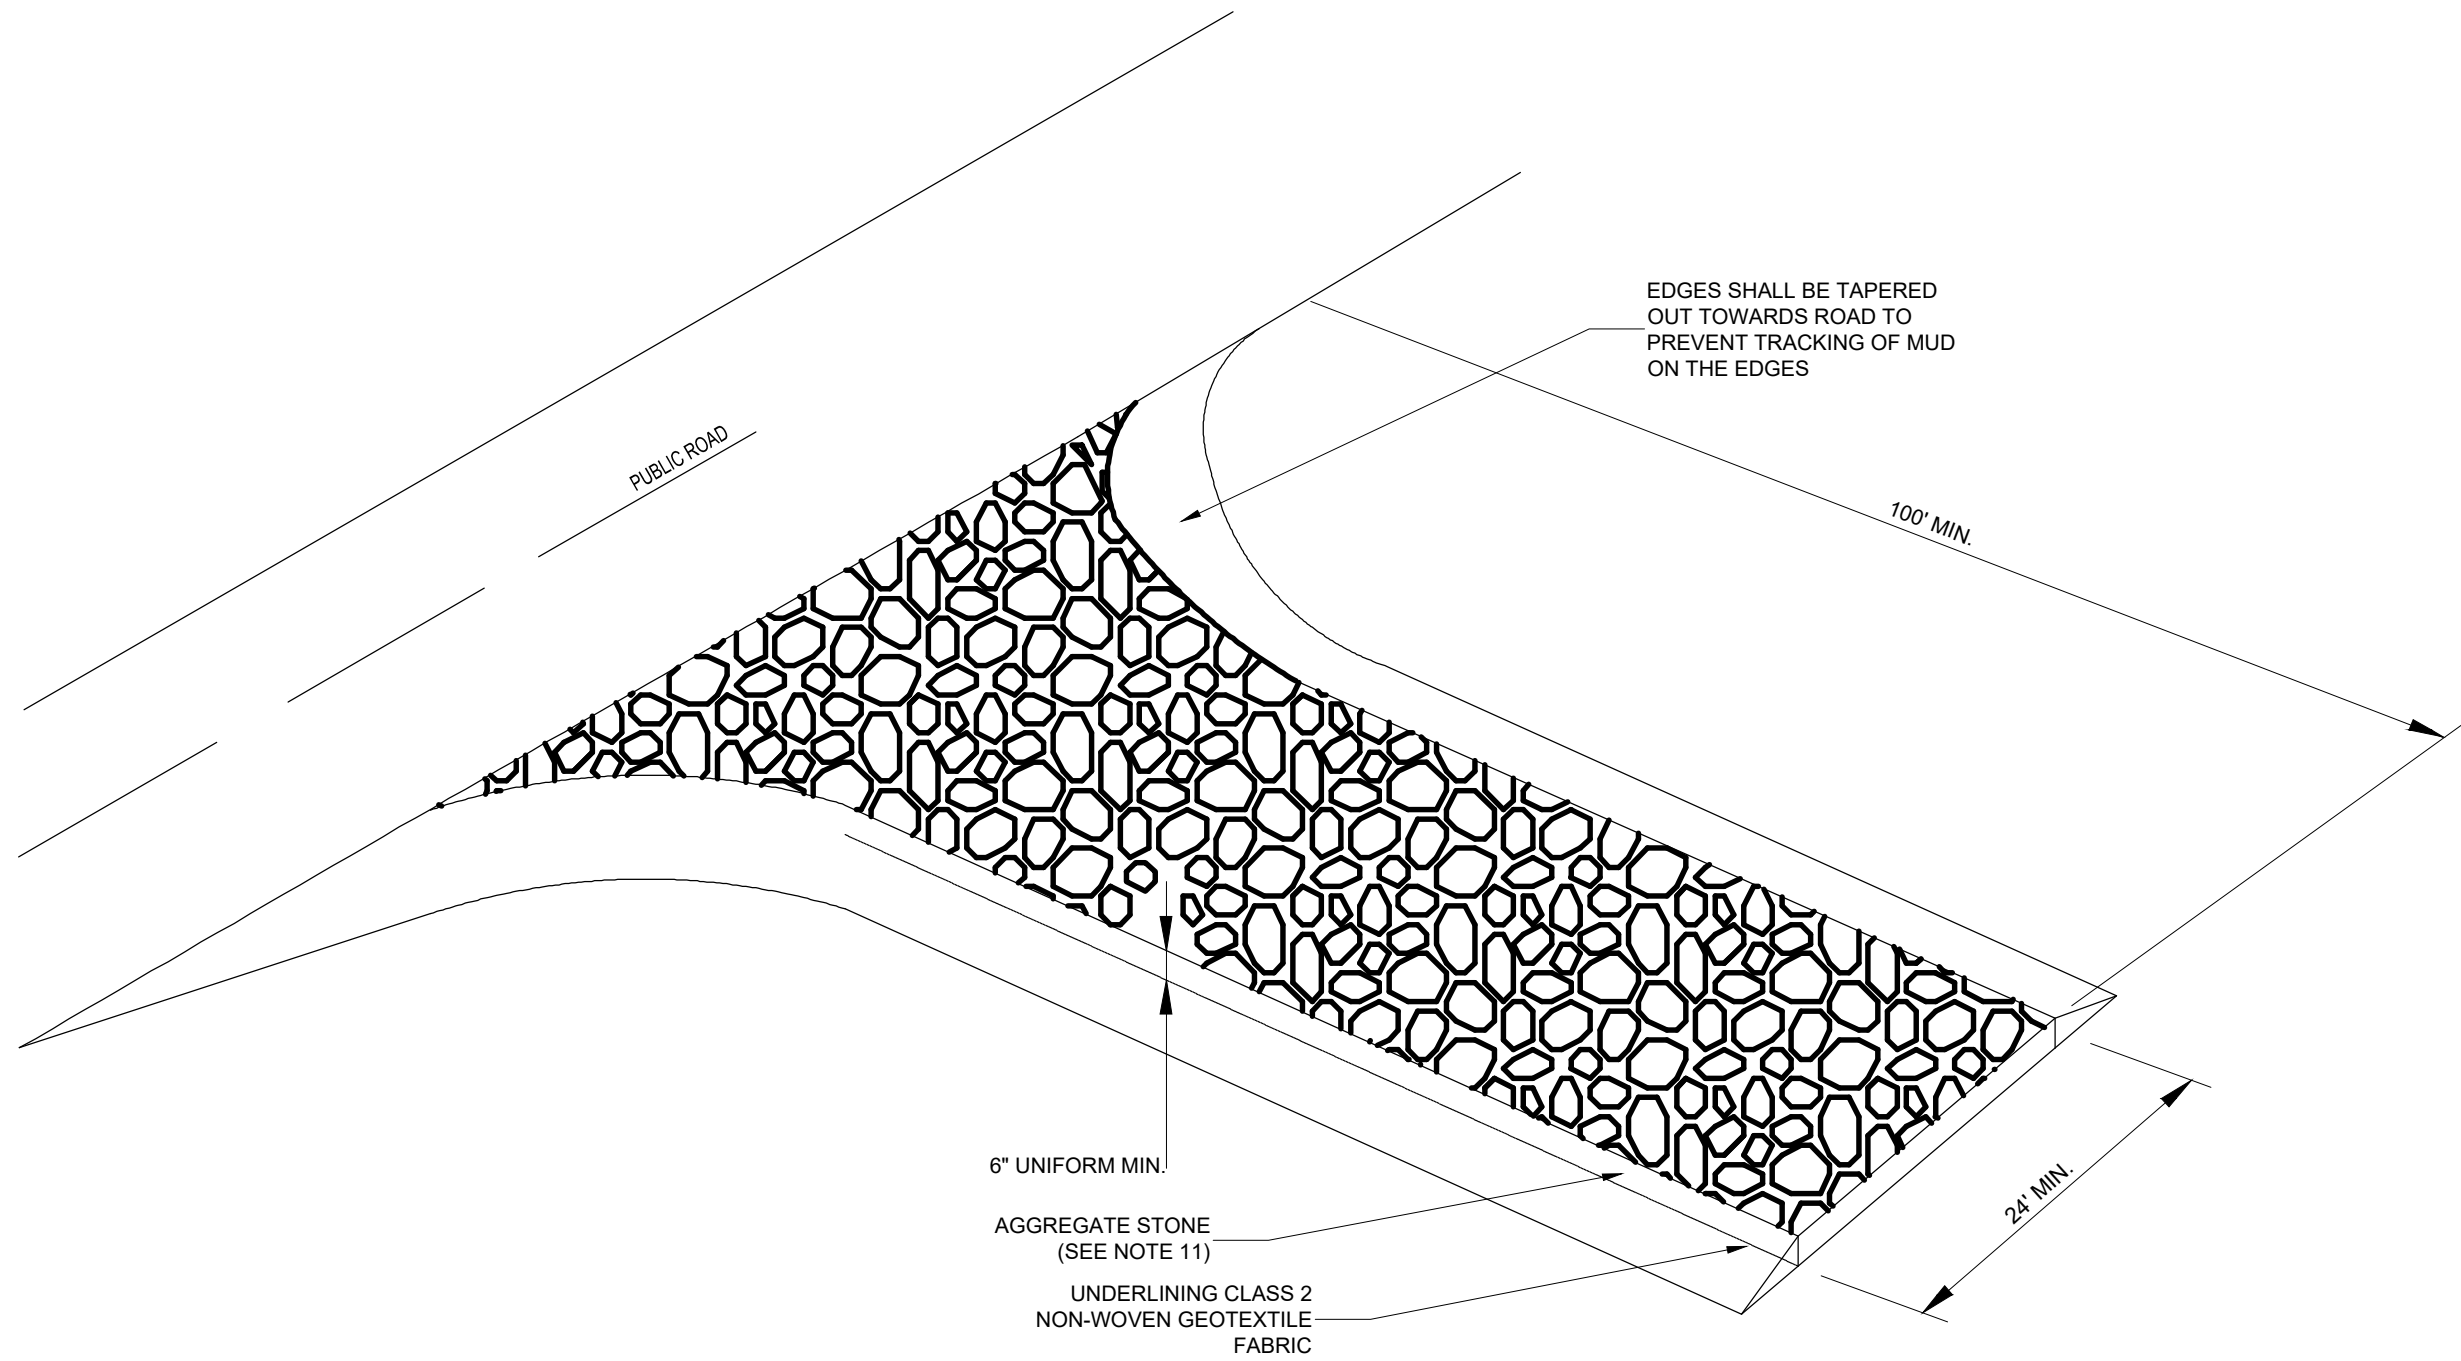 EDGES SHALL BE TAPERED
OUT TOWARDS ROAD TO
PREVENT TRACKING OF MUD
ON THE EDGES
PUBLIC ROAD
100' MIN.
6" UNIFORM MIN.
24' MIN.
AGGREGATE STONE
(SEE NOTE 11)
UNDERLINING CLASS 2
NON-WOVEN GEOTEXTILE
FABRIC